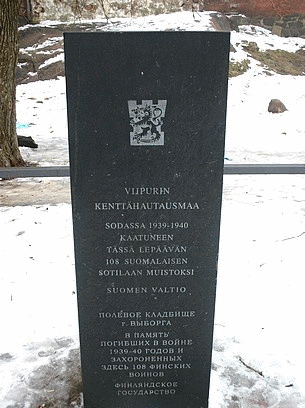 VIIPURIN
KENTTÄHAUTAUSMAA
SODASSA 1939-1940
KAATUNEEN
TÄSSÄ LEPÄÄVÄN
108 SUOMALAISEN
SOTILAAN MUISTOKSI
SUOMEN VALTIO
ПОЛЕВОЕ КЛАДБИЩЕ
г. ВЫБОРГА
В ПАМЯТЬ
ПОГИБШИХ В ВОЙНЕ
1939-40 ГОДОВ И
ЗАХОРОНЕННЫХ
ЗДЕСЬ 108 ФИНСКИХ
ВОИНОВ
ФИНЛЯНДСКОЕ
ГОСУДАРСТВО